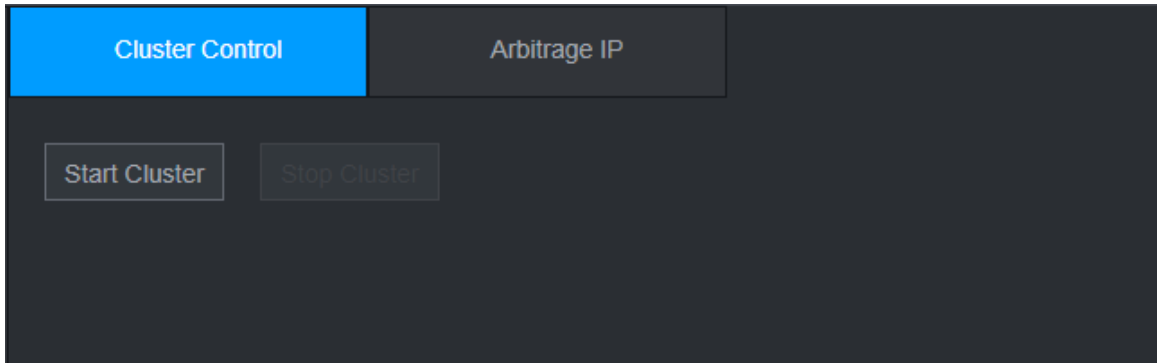 Cluster Control
Arbitrage IP
Start Cluster
Stop Cluster